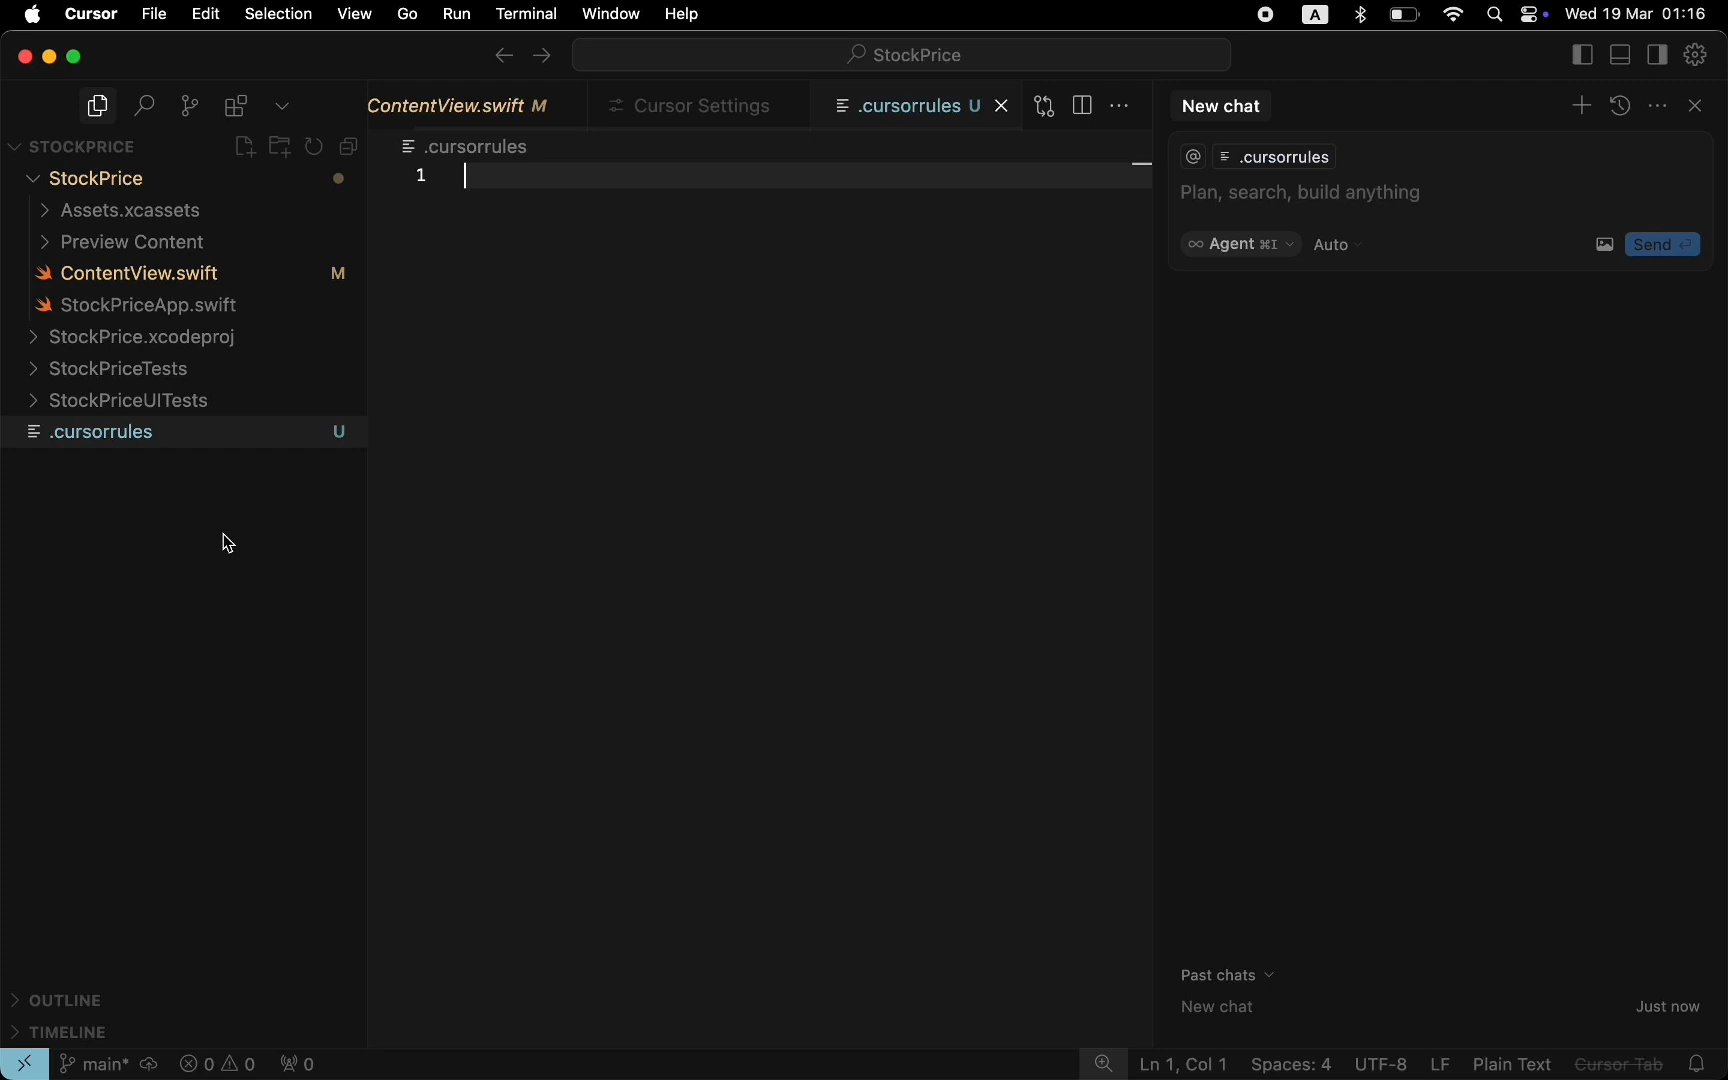 Cursor File Edit Selection View Go Run Terminal Window Help
A Wed 19 Mar 01:16
StockPrice
ContentView.swift M
Cursor Settings
.cursorrules U
New chat
STOCKPRICE
StockPrice
Assets.xcassets
Preview Content
ContentView.swift M
StockPriceApp.swift
StockPrice.xcodeproj
StockPriceTests
StockPriceUITests
.cursorrules U
OUTLINE
TIMELINE
.cursorrules
1
@ .cursorrules
Plan, search, build anything
∞ Agent ⌘I Auto
Send ⏎
Past chats
New chat Just now
main* 0 0 0
Ln 1, Col 1 Spaces: 4 UTF-8 LF Plain Text Cursor Tab